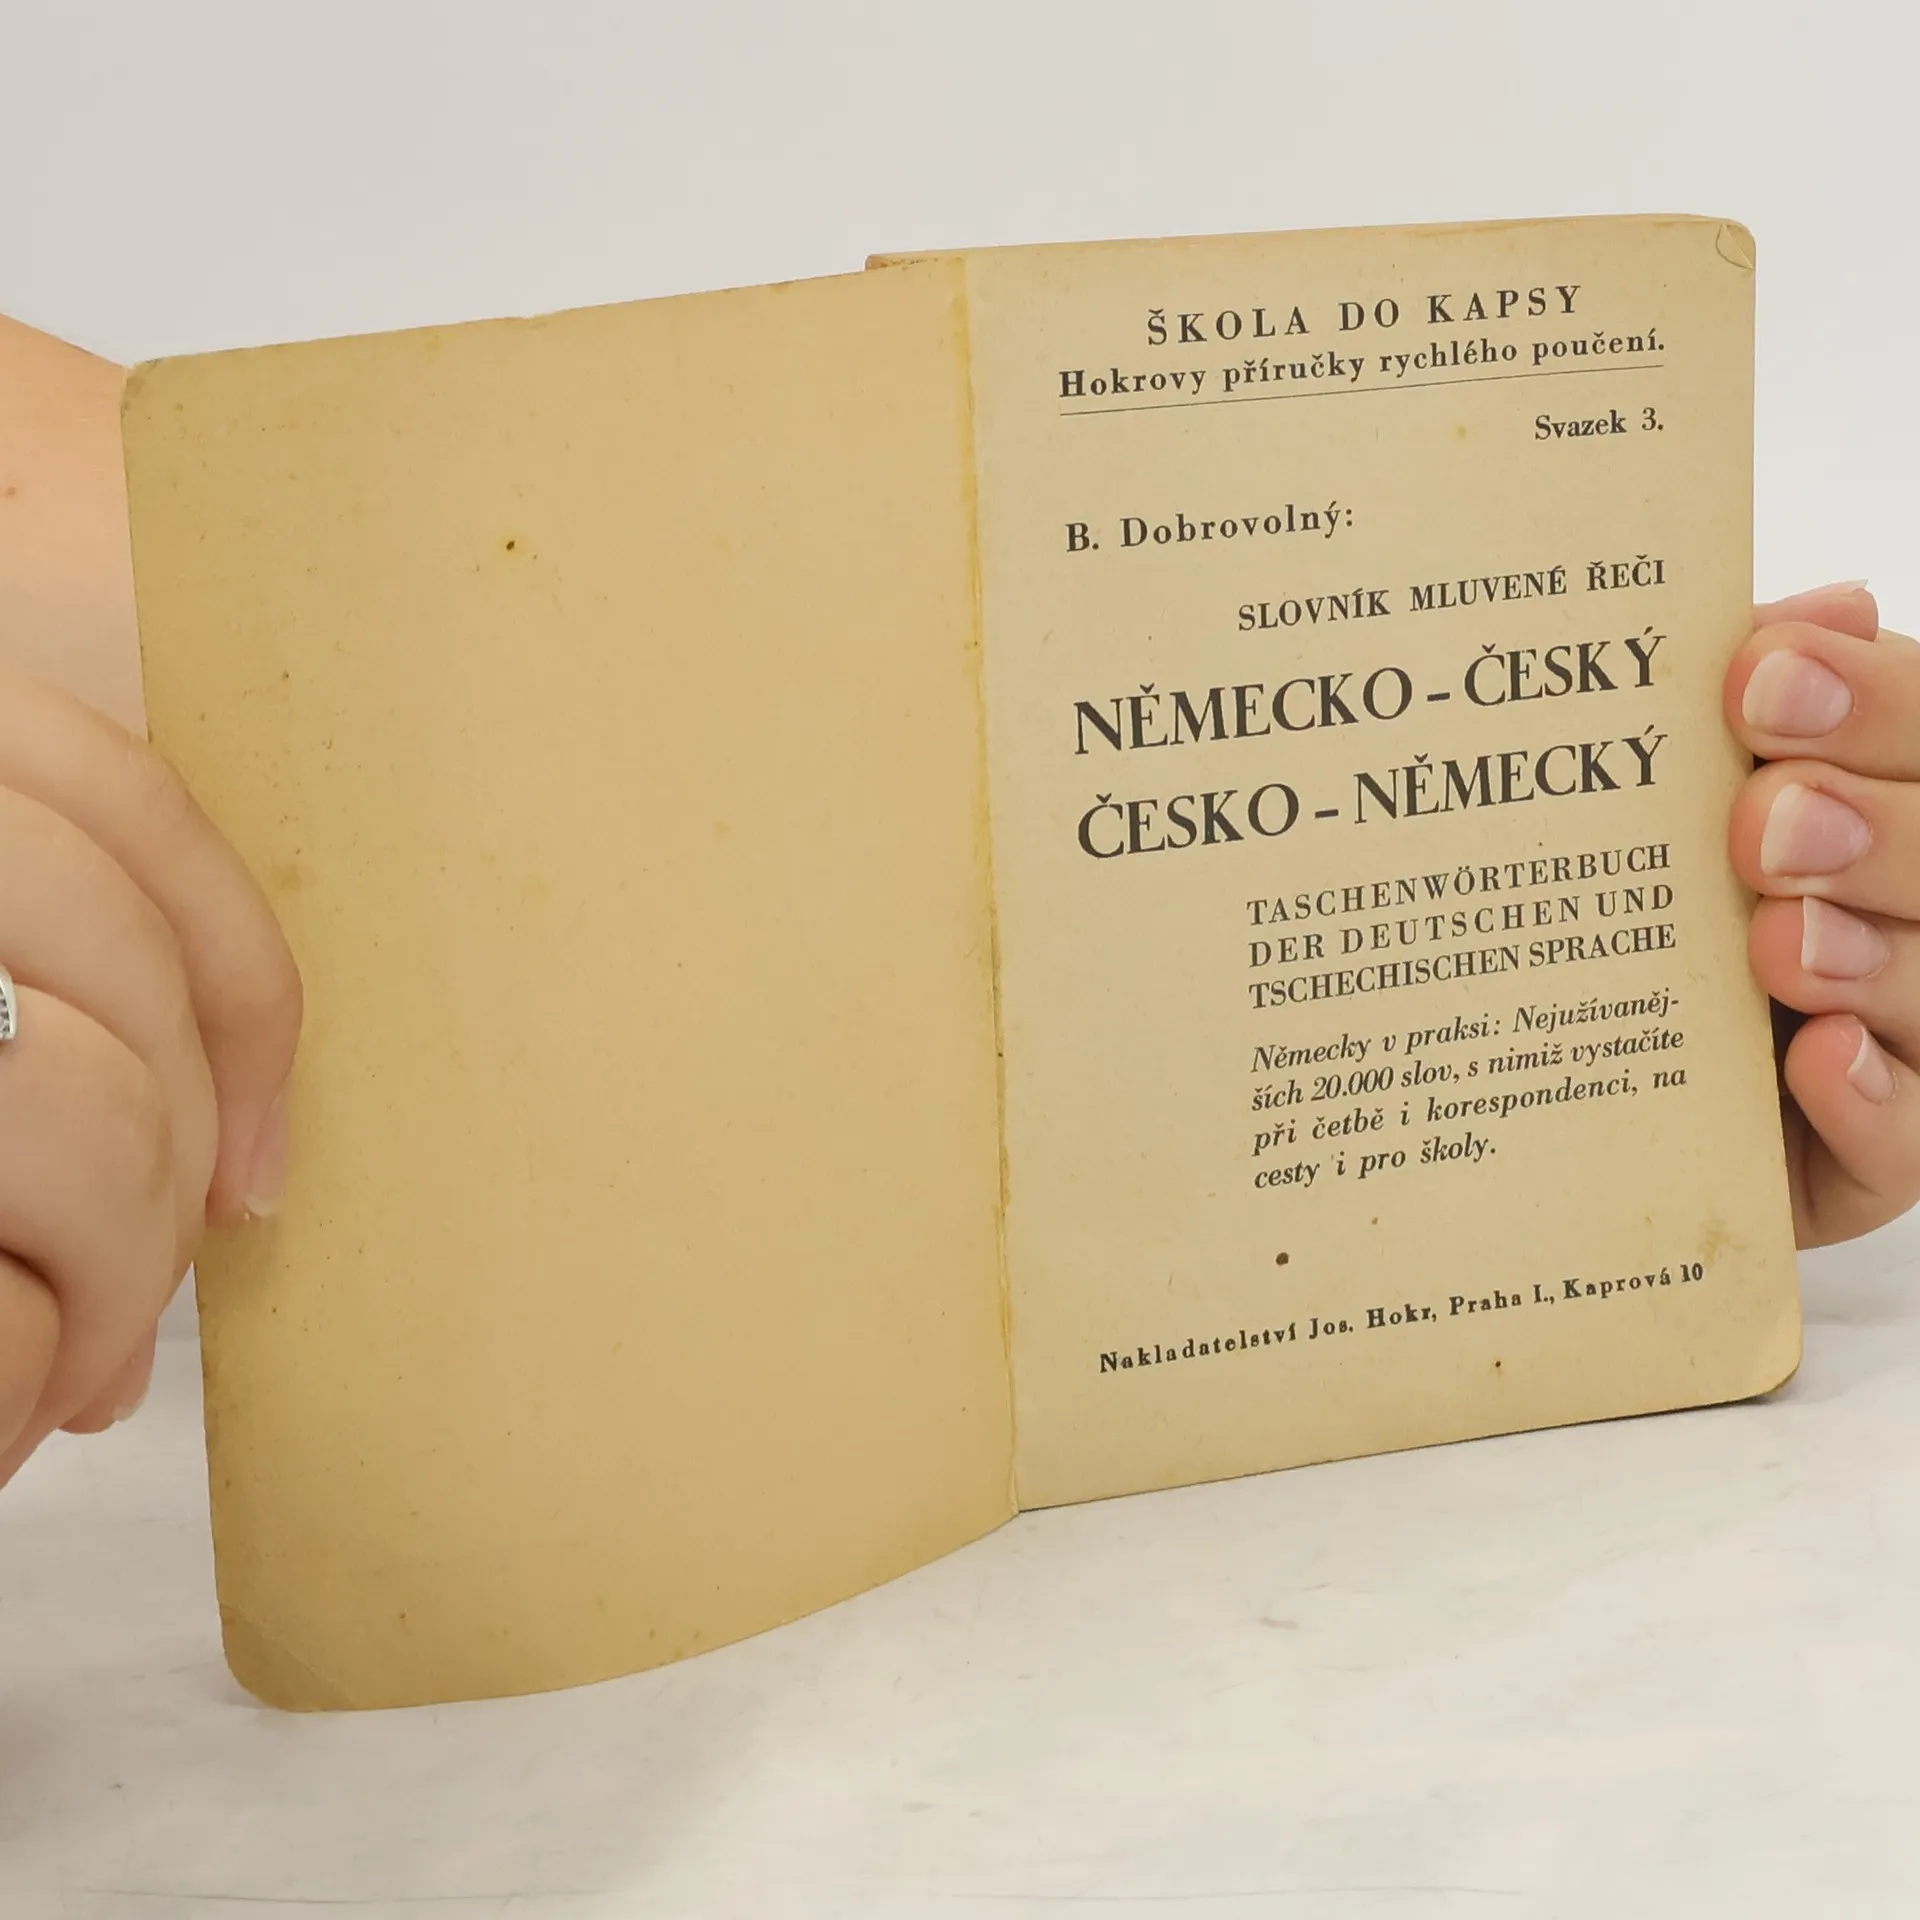 ŠKOLA DO KAPSY
Hokrovy příručky rychlého poučení.
Svazek 3.
B. Dobrovolný:
SLOVNÍK MLUVENÉ ŘEČI
NĚMECKO - ČESKÝ
ČESKO - NĚMECKÝ
TASCHENWÖRTERBUCH
DER DEUTSCHEN UND
TSCHECHISCHEN SPRACHE
Německy v praksi: Nejužívaněj-
ších 20.000 slov, s nimiž vystačíte
při četbě i korespondenci, na
cesty i pro školy.
Nakladatelství Jos. Hokr, Praha I., Kaprová 10